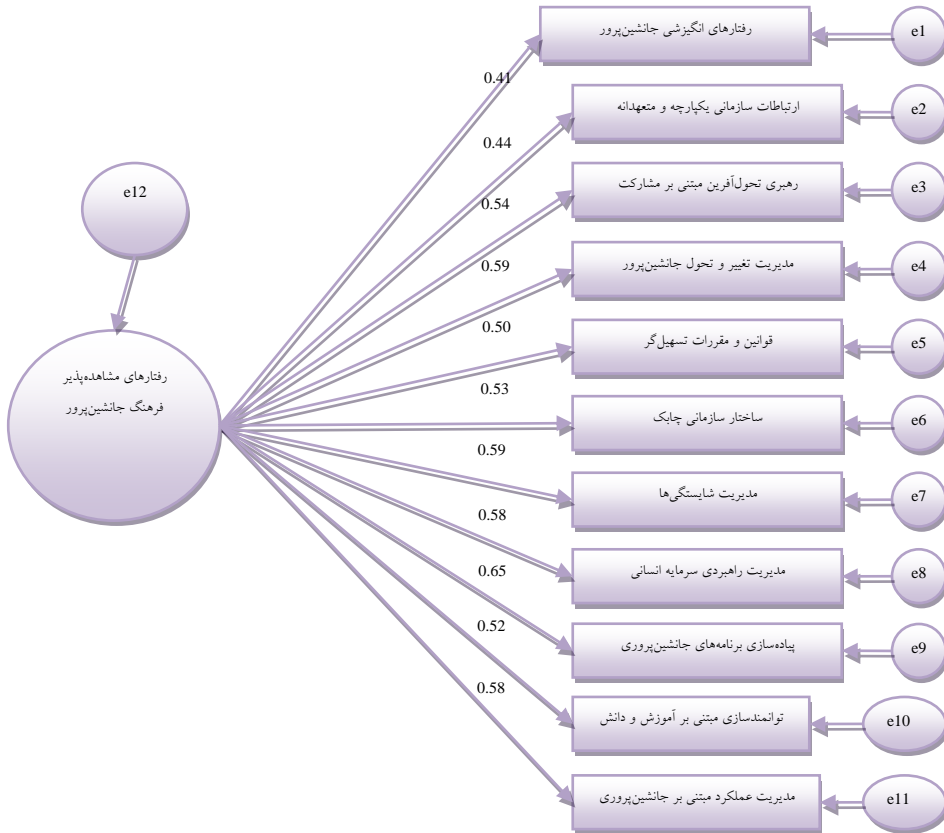 رفتارهای انگیزشی جانشین‌پرور
e1
0.41
ارتباطات سازمانی یکپارچه و متعهدانه
e2
0.44
رهبری تحول‌آفرین مبتنی بر مشارکت
e3
e12
0.54
مدیریت تغییر و تحول جانشین‌پرور
e4
0.59
قوانین و مقررات تسهیل‌گر
e5
0.50
رفتارهای مشاهده‌پذیر
فرهنگ جانشین‌پرور
0.53
ساختار سازمانی چابک
e6
0.59
مدیریت شایستگی‌ها
e7
0.58
مدیریت راهبردی سرمایه انسانی
e8
0.65
پیاده‌سازی برنامه‌های جانشین‌پروری
e9
0.52
توانمندسازی مبتنی بر آموزش و دانش
e10
0.58
مدیریت عملکرد مبتنی بر جانشین‌پروری
e11